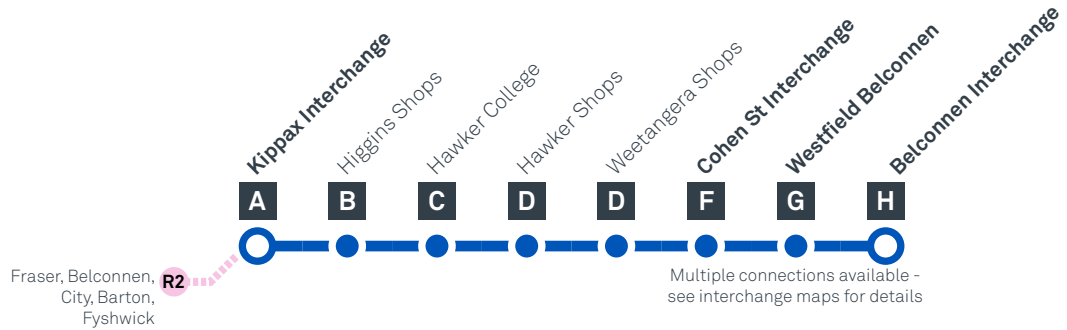 Kippax Interchange
Higgins Shops
Hawker College
Hawker Shops
Weetangera Shops
Cohen St Interchange
Westfield Belconnen
Belconnen Interchange
A B C D D F G H
Fraser, Belconnen,
City, Barton,
Fyshwick
R2
Multiple connections available -
see interchange maps for details